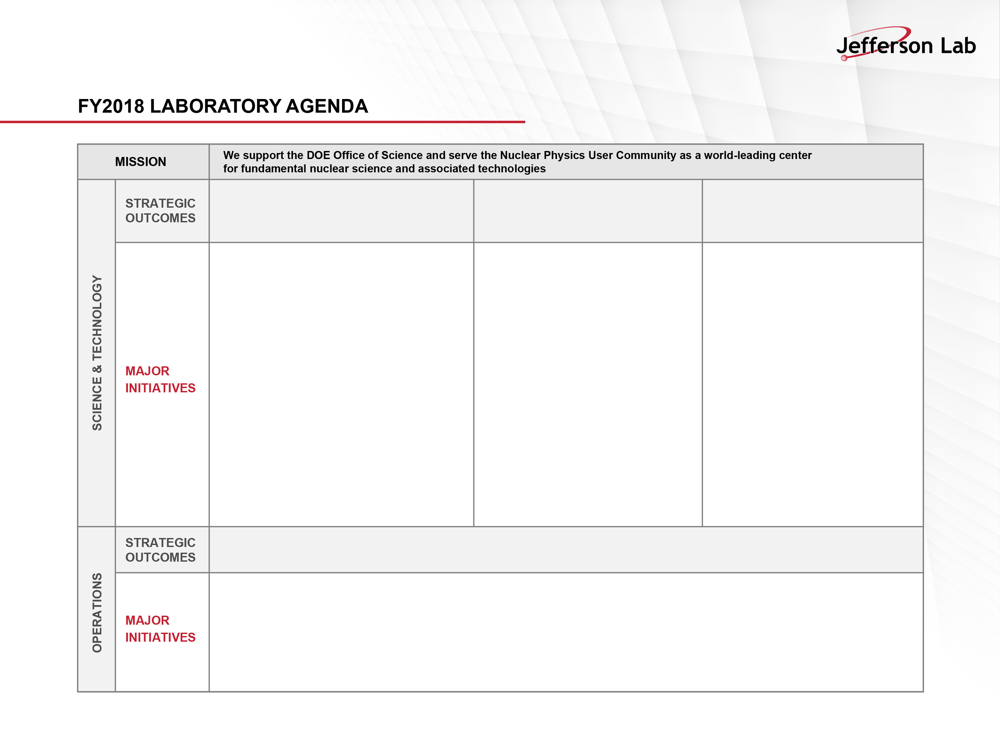 Jefferson Lab
FY2018 LABORATORY AGENDA
MISSION
We support the DOE Office of Science and serve the Nuclear Physics User Community as a world-leading center
for fundamental nuclear science and associated technologies
SCIENCE & TECHNOLOGY
STRATEGIC
OUTCOMES
MAJOR
INITIATIVES
OPERATIONS
STRATEGIC
OUTCOMES
MAJOR
INITIATIVES